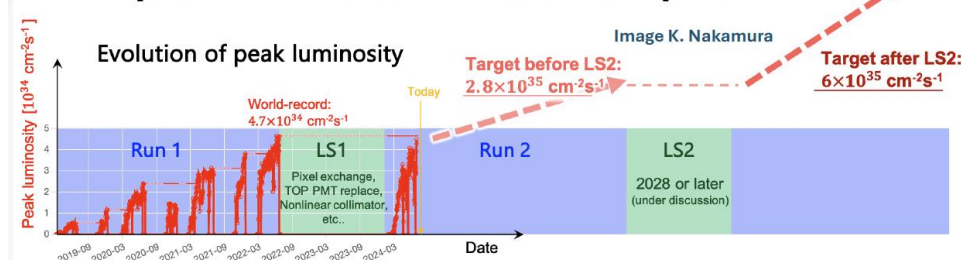 Evolution of peak luminosity
Image K. Nakamura
Peak luminosity [10³⁴ cm⁻²s⁻¹]
World-record:
4.7×10³⁴ cm⁻²s⁻¹
Today
Target before LS2:
2.8×10³⁵ cm⁻²s⁻¹
Target after LS2:
6×10³⁵ cm⁻²s⁻¹
5
4
3
2
1
0
Run 1
LS1
Pixel exchange,
TOP PMT replace,
Nonlinear collimator,
etc..
Run 2
LS2
2028 or later
(under discussion)
2019-09
2020-03
2020-09
2021-03
2021-09
2022-03
2022-09
2023-03
2023-09
2024-03
Date